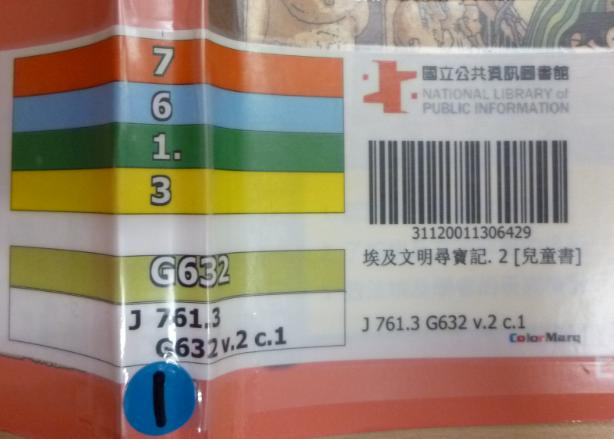 7
6
1.
3
G632
J 761.3
G632 v.2 c.1
1
國立公共資訊圖書館
NATIONAL LIBRARY of
PUBLIC INFORMATION
31120011306429
埃及文明尋寶記. 2 [兒童書]
J 761.3 G632 v.2 c.1
ColorMarq